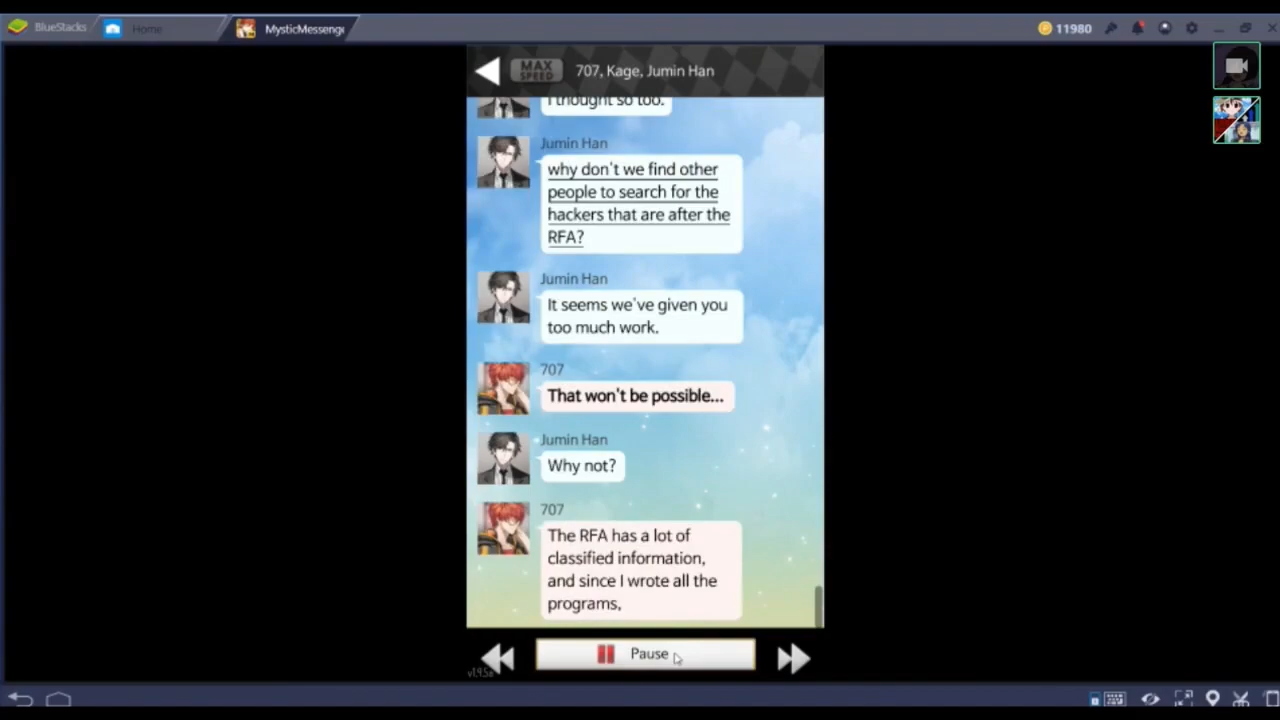 BlueStacks
Home
MysticMesseng
11980
MAX
SPEED
707, Kage, Jumin Han
I thought so too.
Jumin Han
why don't we find other
people to search for the
hackers that are after the
RFA?
Jumin Han
It seems we've given you
too much work.
707
That won't be possible...
Jumin Han
Why not?
707
The RFA has a lot of
classified information,
and since I wrote all the
programs,
Pause